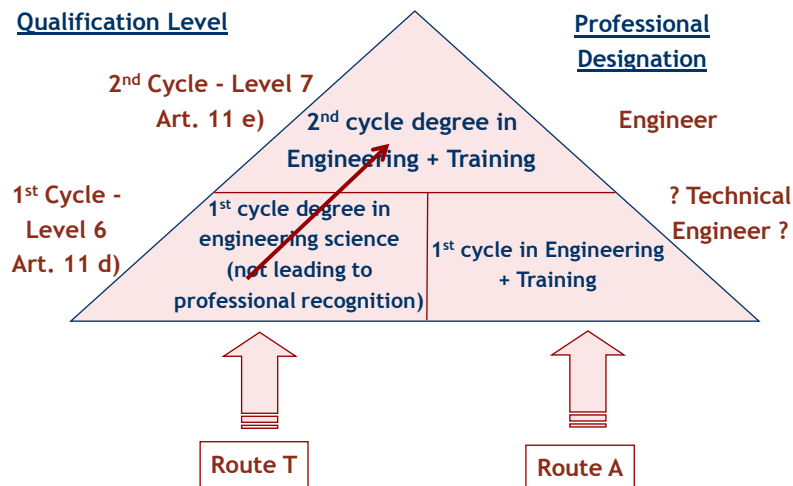 Qualification Level
Professional
Designation
2nd Cycle - Level 7
Art. 11 e)
2nd cycle degree in
Engineering + Training
Engineer
1st Cycle -
Level 6
Art. 11 d)
1st cycle degree in
engineering science
(not leading to
professional recognition)
1st cycle in Engineering
+ Training
? Technical
Engineer ?
Route T
Route A